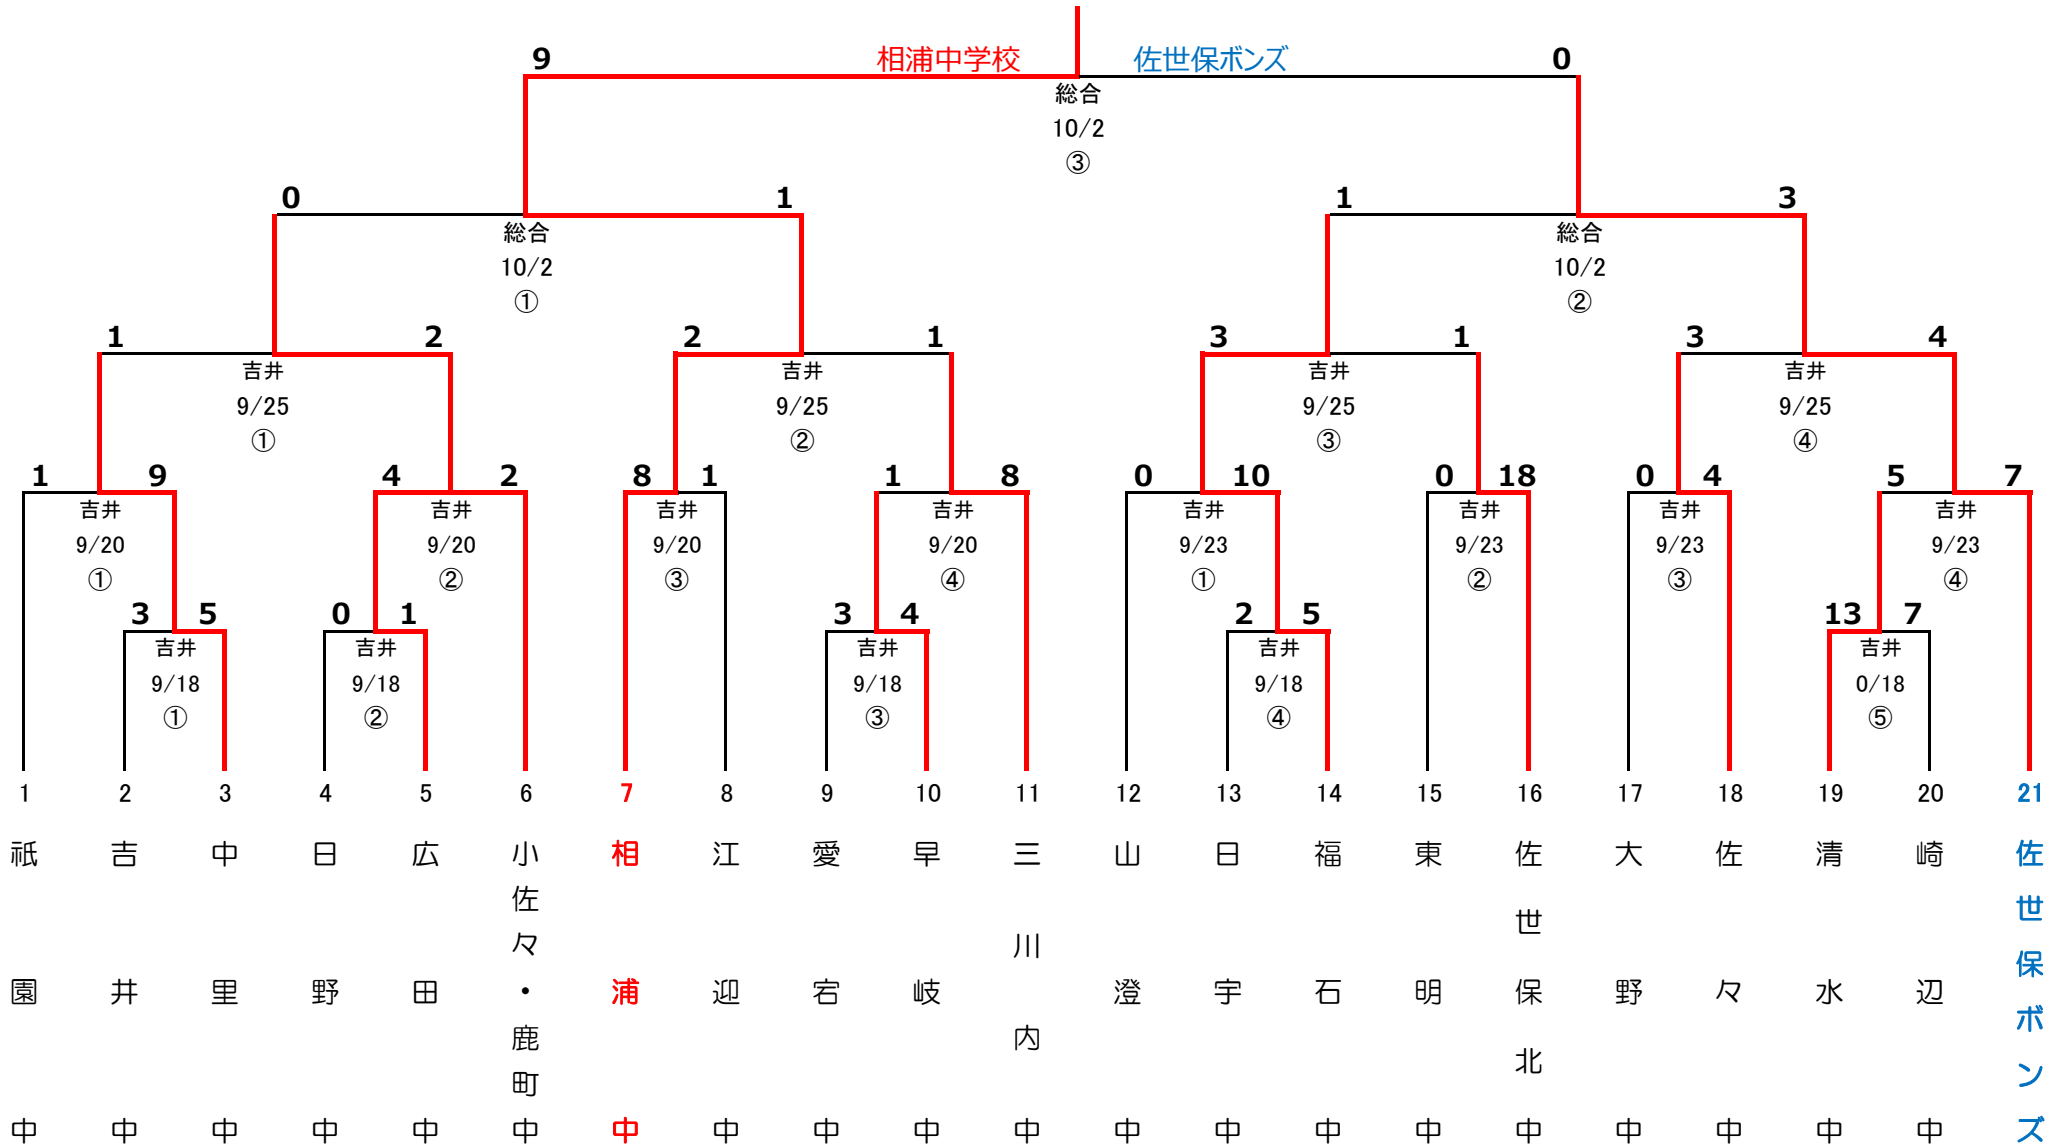 9 相浦中学校 佐世保ボンズ 0
総合
10/2
③
0 1 1 3
総合 総合
10/2 10/2
① ②
1 2 2 1 3 1 3 4
吉井 吉井 吉井 吉井
9/25 9/25 9/25 9/25
① ② ③ ④
1 9 4 2 8 1 1 8 0 10 0 18 0 4 5 7
吉井 吉井 吉井 吉井 吉井 吉井 吉井 吉井
9/20 9/20 9/20 9/20 9/23 9/23 9/23 9/23
① ② ③ ④ ① ② ③ ④
3 5 0 1 3 4 2 5 13 7
吉井 吉井 吉井 吉井 吉井
9/18 9/18 9/18 9/18 0/18
① ② ③ ④ ⑤
1 2 3 4 5 6 7 8 9 10 11 12 13 14 15 16 17 18 19 20 21
祇園中
吉井中
中里中
日野中
広田中
小佐々・鹿町中
相浦中
江迎中
愛宕中
早岐中
三川内中
山澄中
日宇中
福石中
東明中
佐世保北中
大野中
佐々中
清水中
崎辺中
佐世保ボンズ